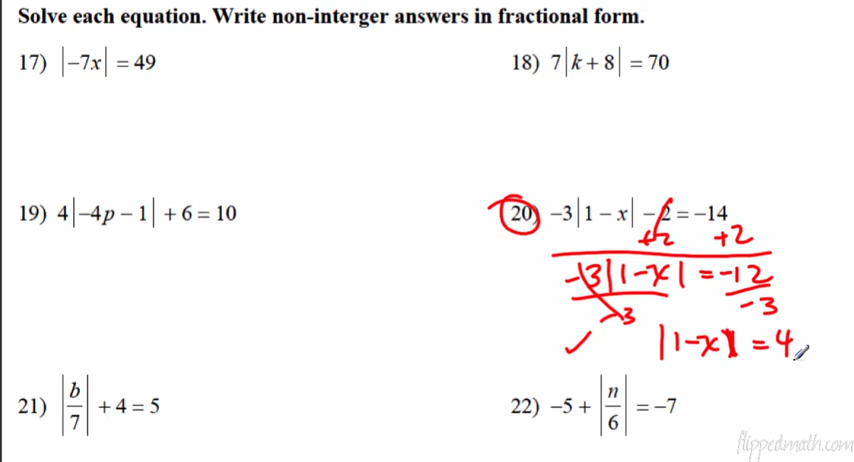 Solve each equation. Write non-interger answers in fractional form.
17) |−7x| = 49
18) 7|k + 8| = 70
19) 4|−4p − 1| + 6 = 10
20) −3|1 − x| − 2 = −14
+2 +2
−3|1−x| = −12
−3 −3
|1−x| = 4
21) |b/7| + 4 = 5
22) −5 + |n/6| = −7
flippedmath.com